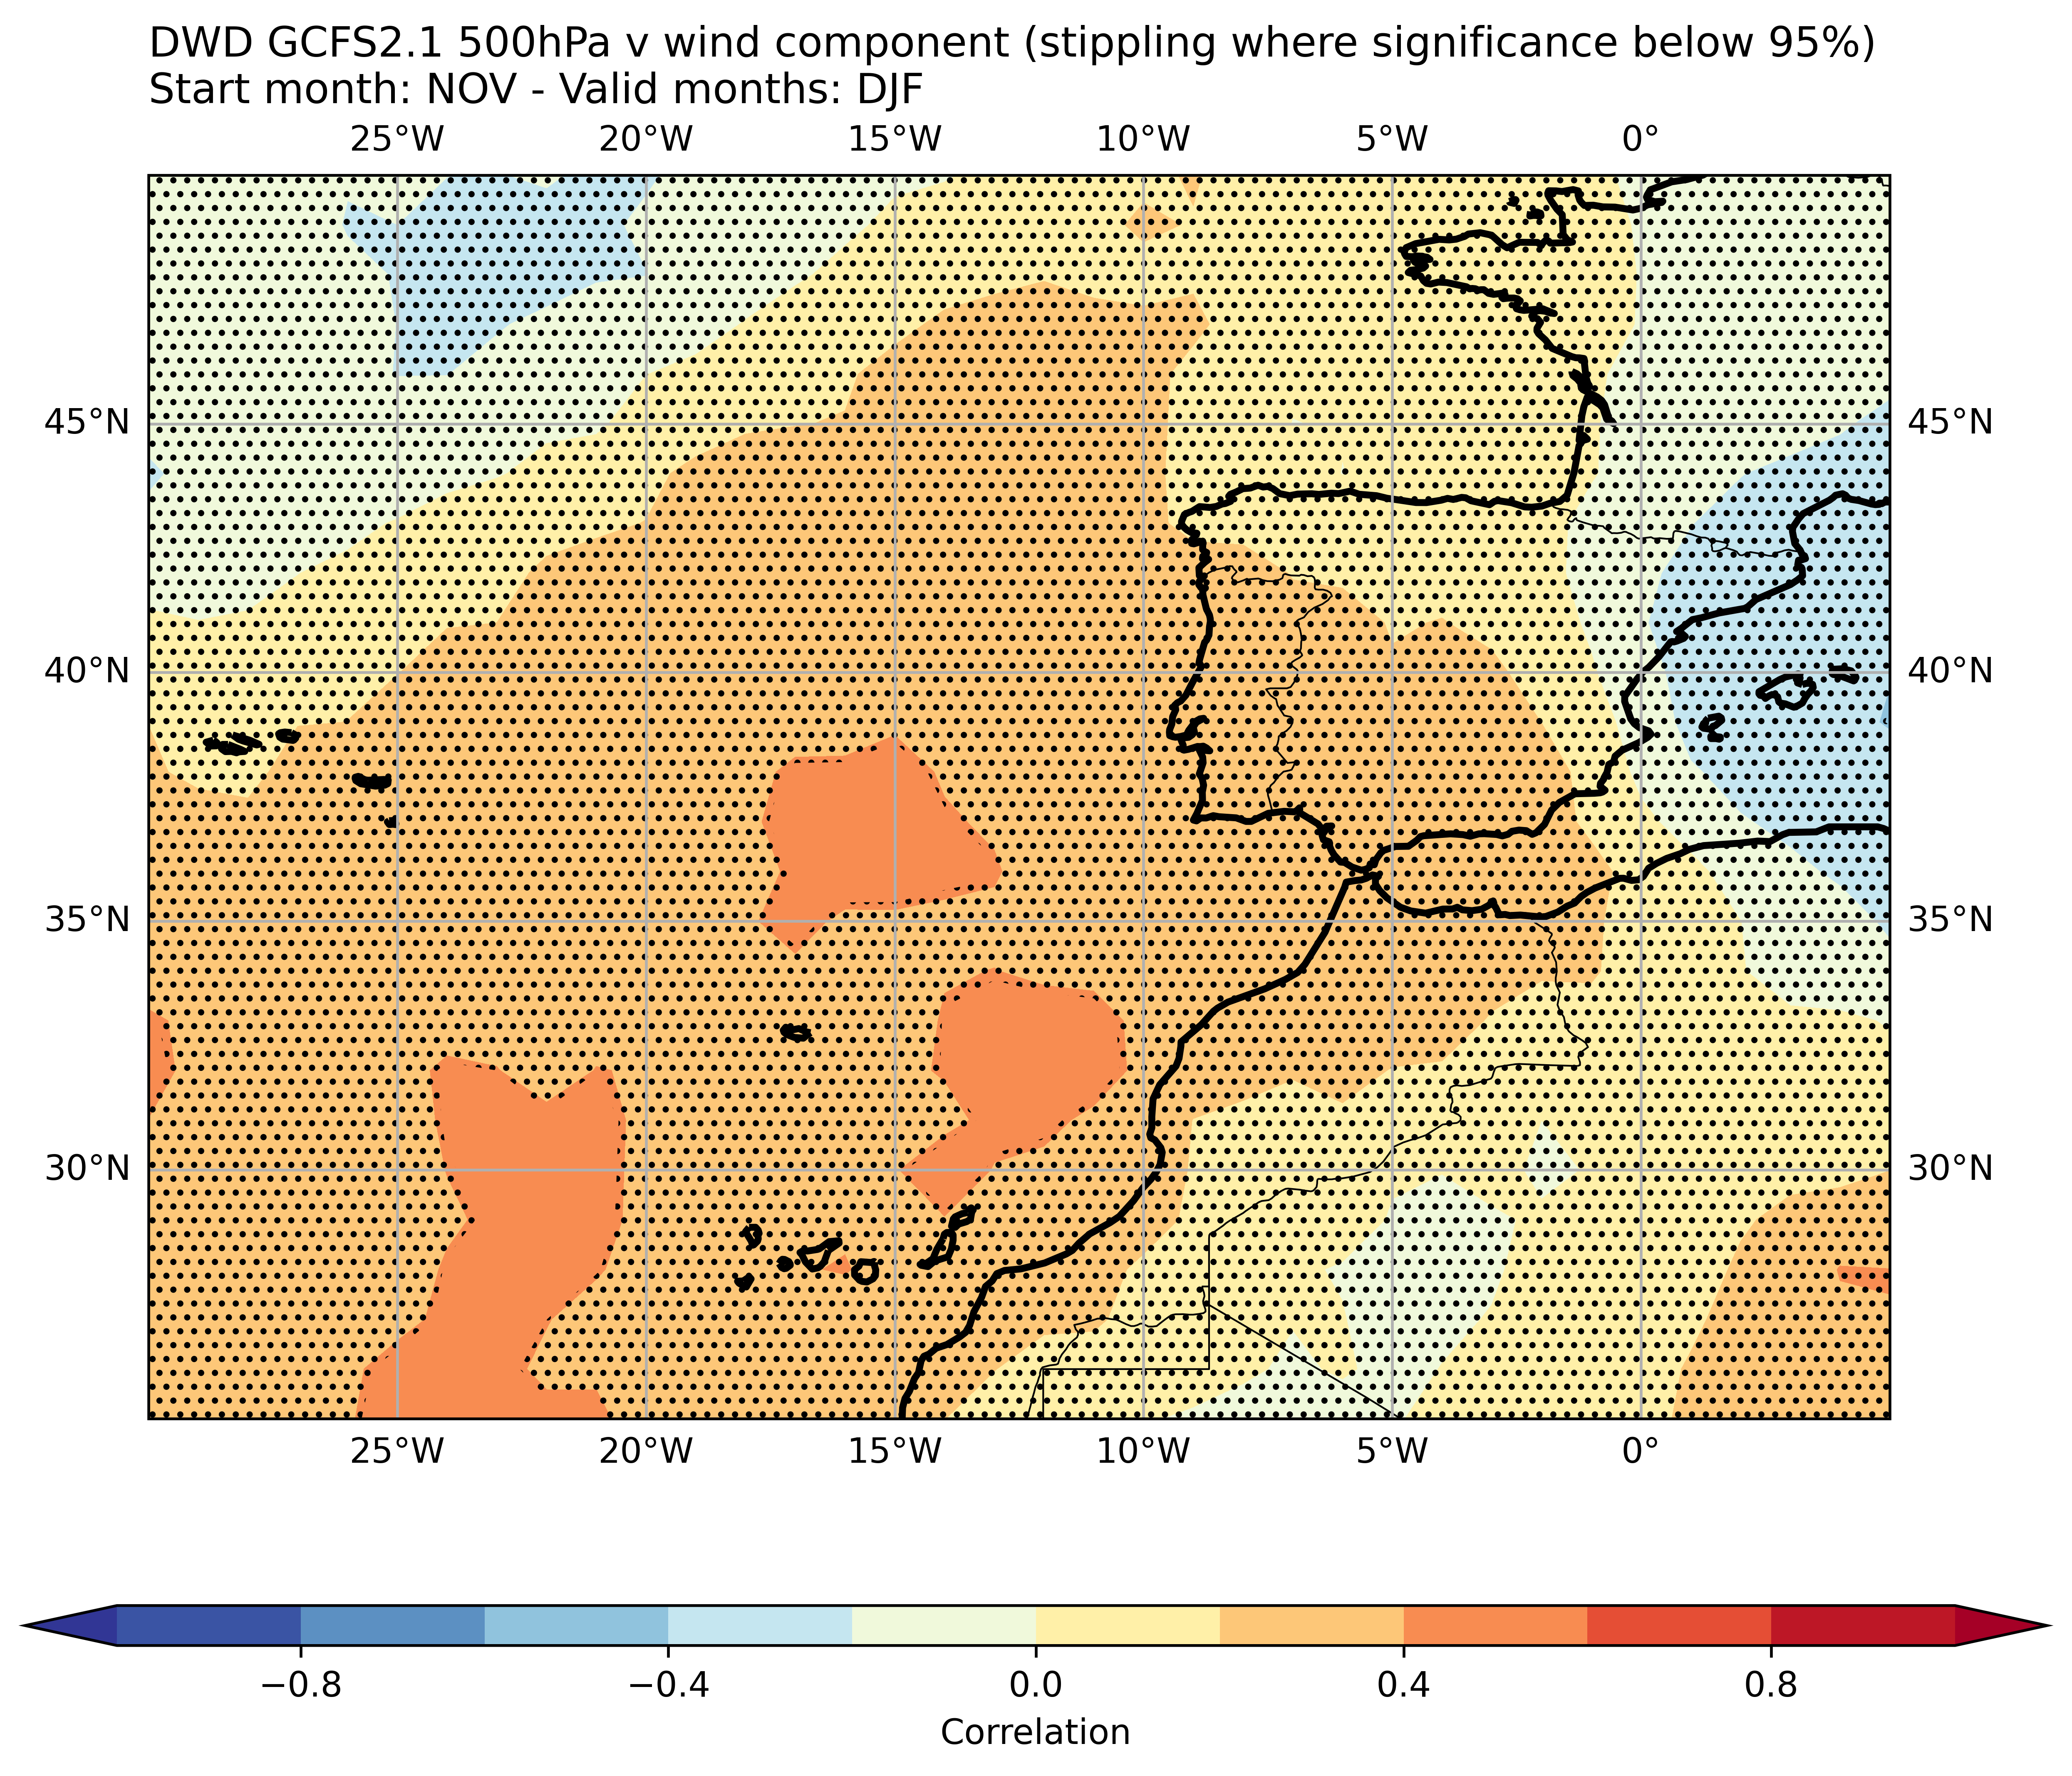 DWD GCFS2.1 500hPa v wind component (stippling where significance below 95%)
Start month: NOV - Valid months: DJF
25°W 20°W 15°W 10°W 5°W 0°
45°N 45°N
40°N 40°N
35°N 35°N
30°N 30°N
25°W 20°W 15°W 10°W 5°W 0°
−0.8 −0.4 0.0 0.4 0.8
Correlation